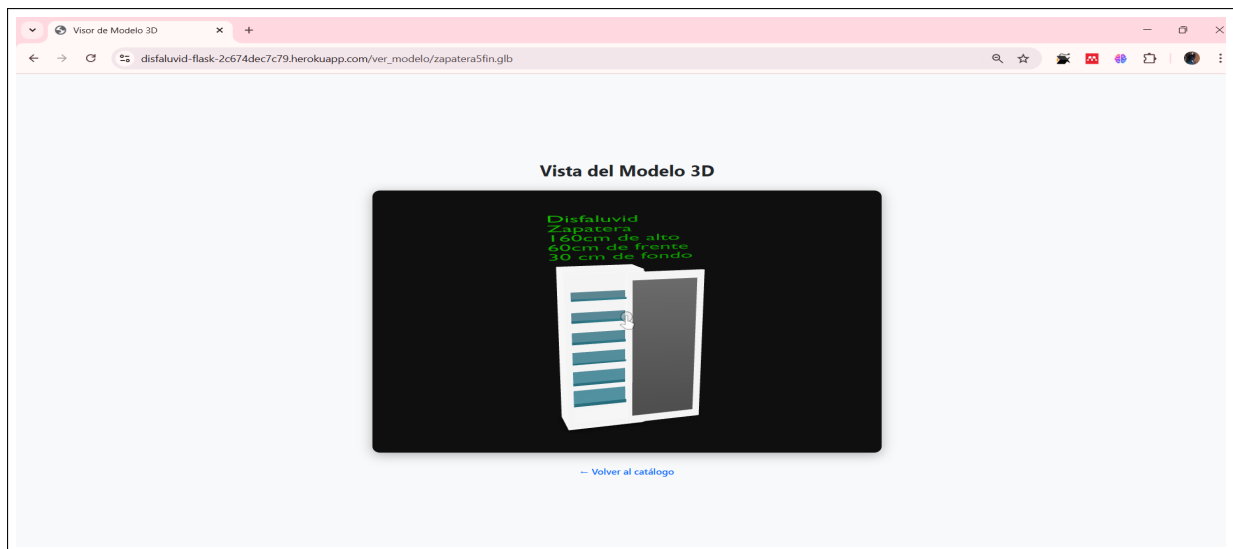 Visor de Modelo 3D
disfaluvid-flask-2c674dec7c79.herokuapp.com/ver_modelo/zapatera5fin.glb
Vista del Modelo 3D
Disfaluvid
Zapatera
160cm de alto
60cm de frente
30 cm de fondo
← Volver al catálogo